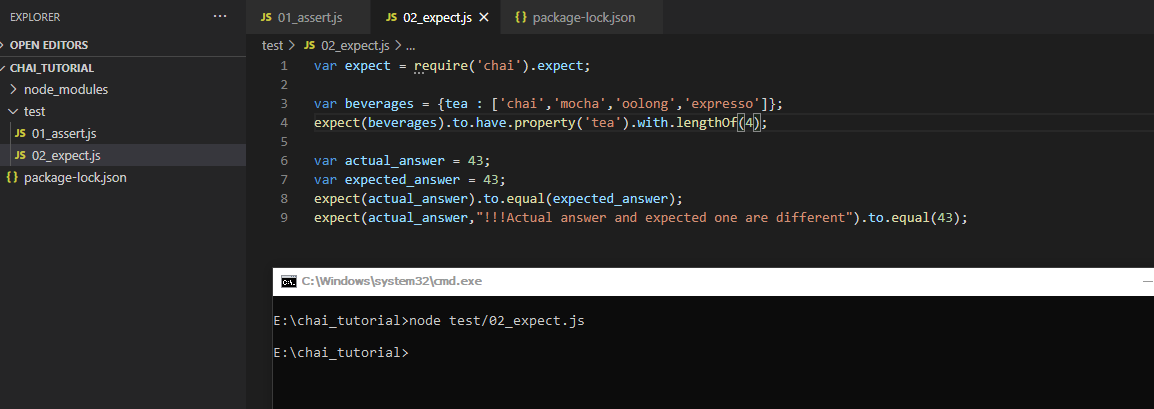 EXPLORER ...
JS 01_assert.js
JS 02_expect.js
{} package-lock.json
OPEN EDITORS
CHAI_TUTORIAL
node_modules
test
JS 01_assert.js
JS 02_expect.js
{} package-lock.json
test > JS 02_expect.js > ...
1 var expect = require('chai').expect;
2
3 var beverages = {tea : ['chai','mocha','oolong','expresso']};
4 expect(beverages).to.have.property('tea').with.lengthOf(4);
5
6 var actual_answer = 43;
7 var expected_answer = 43;
8 expect(actual_answer).to.equal(expected_answer);
9 expect(actual_answer,"!!!Actual answer and expected one are different").to.equal(43);
C:\Windows\system32\cmd.exe
E:\chai_tutorial>node test/02_expect.js
E:\chai_tutorial>